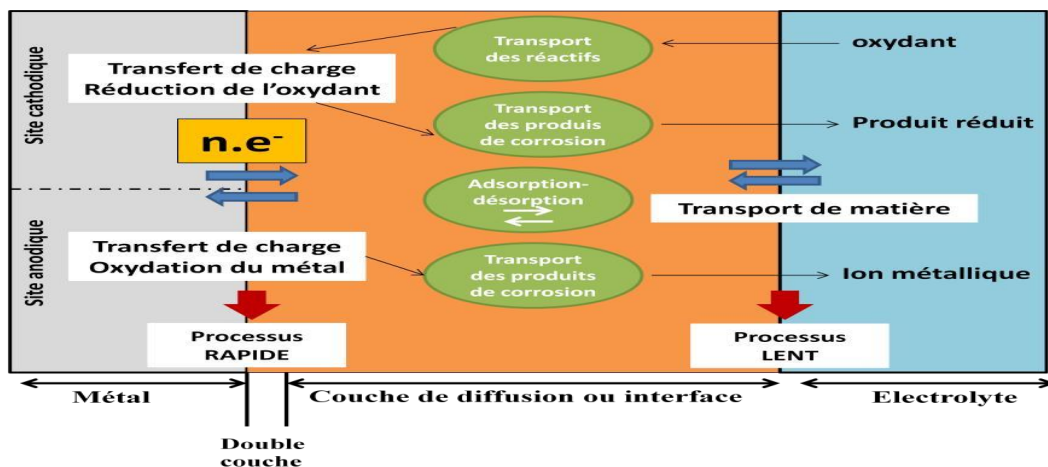 Site cathodique
Transport
des réactifs
oxydant
Transfert de charge
Réduction de l'oxydant
Transport
des produis
de corrosion
Produit réduit
n.e-
Adsorption-
désorption
Transport de matière
Site anodique
Transfert de charge
Oxydation du métal
Transport
des produits
de corrosion
Ion métallique
Processus
RAPIDE
Processus
LENT
Métal
Couche de diffusion ou interface
Electrolyte
Double
couche